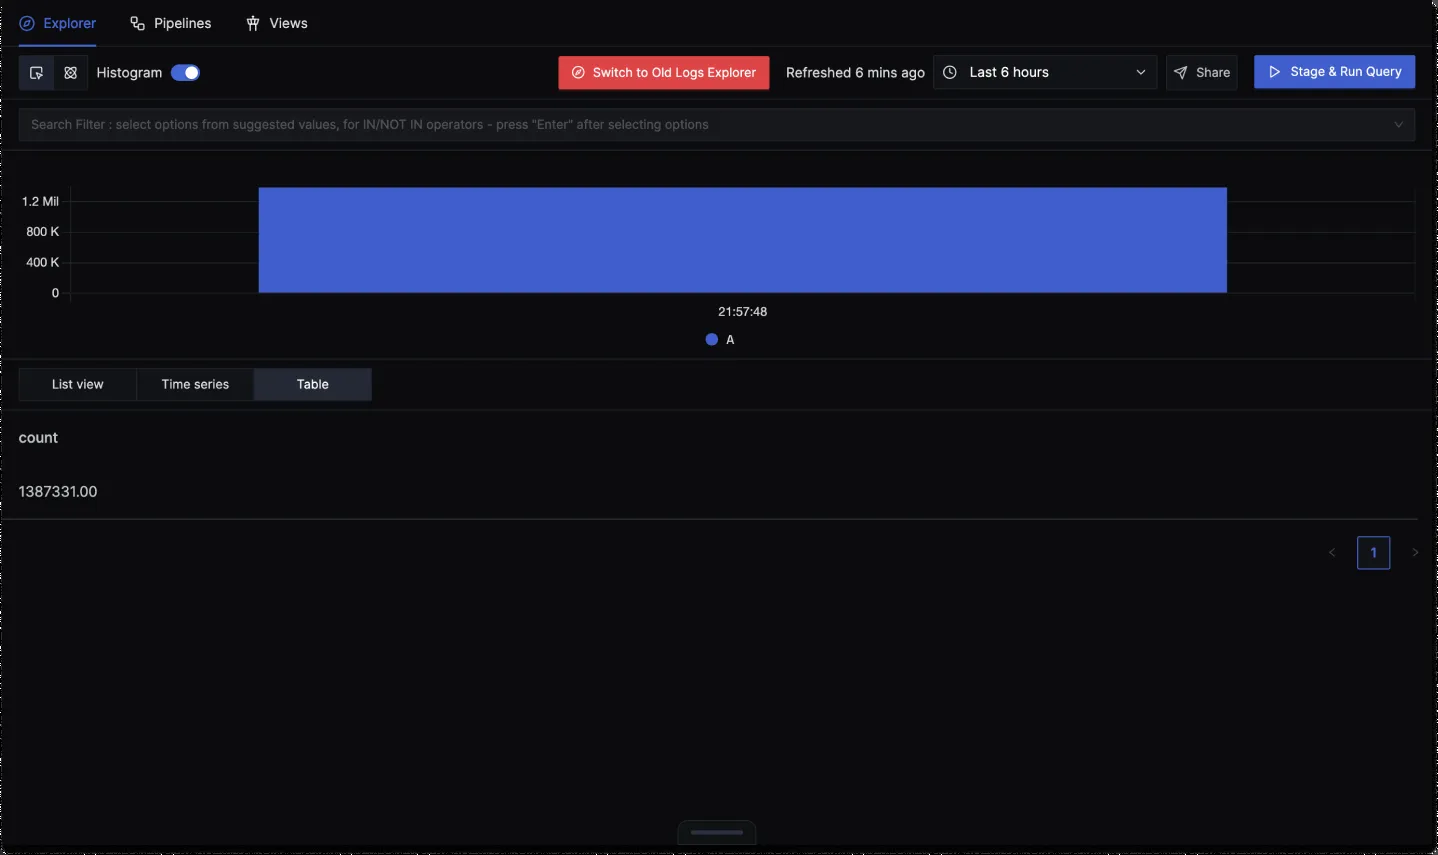 Explorer Pipelines Views
Histogram Switch to Old Logs Explorer Refreshed 6 mins ago Last 6 hours Share Stage & Run Query
Search Filter : select options from suggested values, for IN/NOT IN operators - press "Enter" after selecting options
1.2 Mil
800 K
400 K
0
21:57:48
A
List view Time series Table
count
1387331.00
1